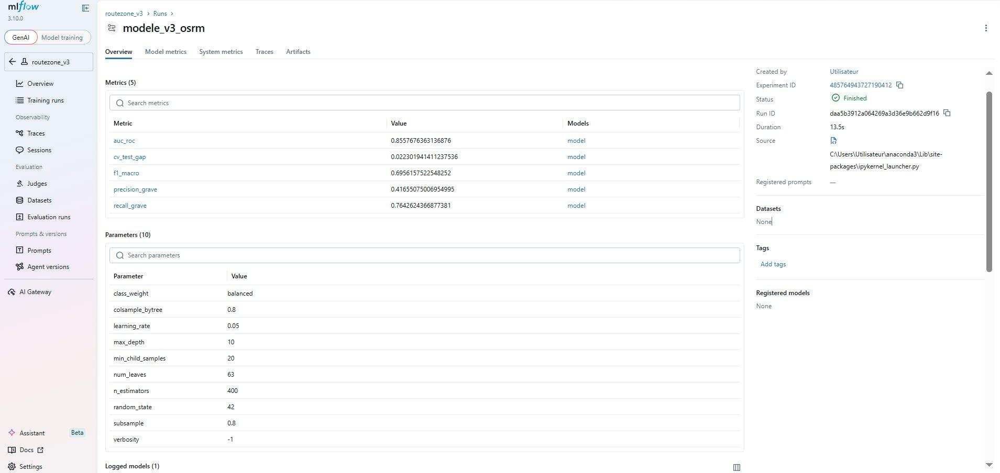 mlflow
3.10.0
GenAI Model training
routezone_v3
Overview
Training runs
Observability
Traces
Sessions
Evaluation
Judges
Datasets
Evaluation runs
Prompts & versions
Prompts
Agent versions
AI Gateway
Assistant Beta
Docs
Settings
routezone_v3 > Runs >
modele_v3_osrm
Overview Model metrics System metrics Traces Artifacts
Metrics (5)
Search metrics
Metric Value Models
auc_roc 0.8557676363136876 model
cv_test_gap 0.022301941411237536 model
f1_macro 0.6956157522548252 model
precision_grave 0.41655075006954995 model
recall_grave 0.7642624366877381 model
Parameters (10)
Search parameters
Parameter Value
class_weight balanced
colsample_bytree 0.8
learning_rate 0.05
max_depth 10
min_child_samples 20
num_leaves 63
n_estimators 400
random_state 42
subsample 0.8
verbosity -1
Logged models (1)
Created by Utilisateur
Experiment ID 485764943727190412
Status Finished
Run ID daa5b3912a064269a3d36e9b662d9f16
Duration 13.5s
Source
C:\Users\Utilisateur\anaconda3\Lib\site-
packages\ipykernel_launcher.py
Registered prompts —
Datasets
None
Tags
Add tags
Registered models
None